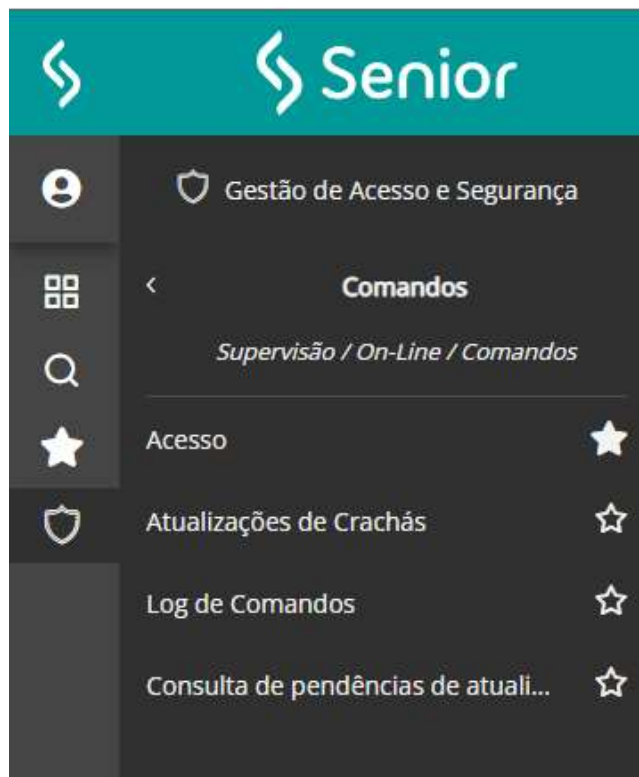 Senior
Gestão de Acesso e Segurança
Comandos
Supervisão / On-Line / Comandos
Acesso
Atualizações de Crachás
Log de Comandos
Consulta de pendências de atuali...